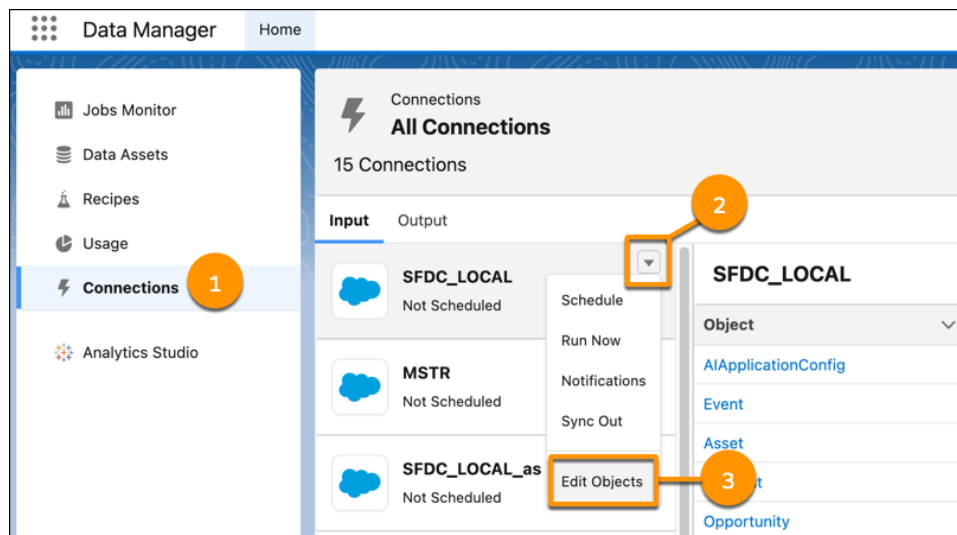 Data Manager
Home
Jobs Monitor
Data Assets
Recipes
Usage
Connections
1
Analytics Studio
Connections
All Connections
15 Connections
Input
Output
2
SFDC_LOCAL
Not Scheduled
MSTR
Not Scheduled
SFDC_LOCAL_as
Not Scheduled
Schedule
Run Now
Notifications
Sync Out
Edit Objects
3
SFDC_LOCAL
Object
AIApplicationConfig
Event
Asset
Opportunity